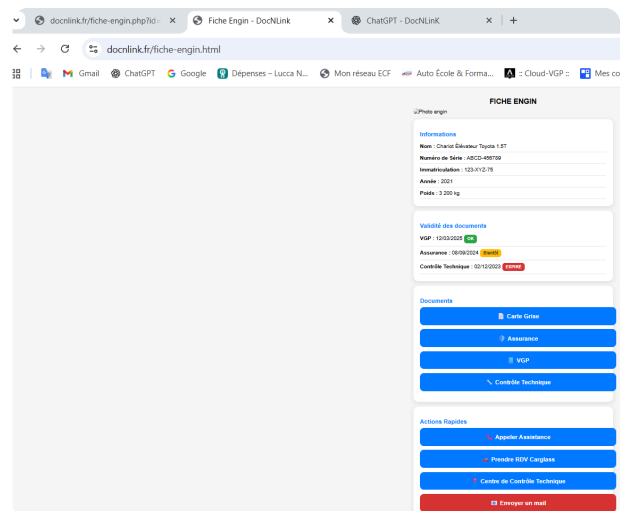 docnlink.fr/fiche-engin.php?id=
Fiche Engin - DocNLink
ChatGPT - DocNLinK
docnlink.fr/fiche-engin.html
Gmail
ChatGPT
Google
Dépenses – Lucca N...
Mon réseau ECF
Auto École & Forma...
:: Cloud-VGP ::
Mes co
FICHE ENGIN
Photo engin
Informations
Nom : Chariot Élévateur Toyota 1.5T
Numéro de Série : ABCD-456789
Immatriculation : 123-XYZ-75
Année : 2021
Poids : 3 200 kg
Validité des documents
VGP : 12/03/2025 OK
Assurance : 08/09/2024 Bientôt
Contrôle Technique : 02/12/2023 EXPIRÉ
Documents
Carte Grise
Assurance
VGP
Contrôle Technique
Actions Rapides
Appeler Assistance
Prendre RDV Carglass
Centre de Contrôle Technique
Envoyer un mail